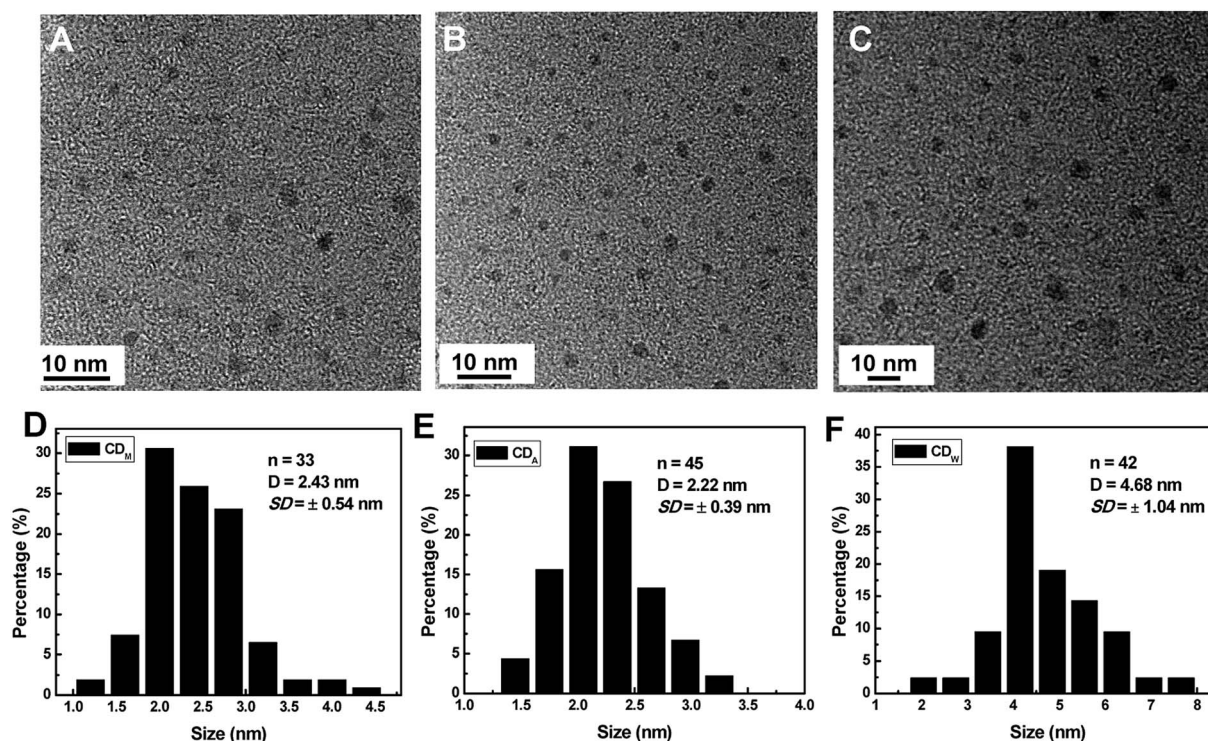 A
B
C
10 nm
10 nm
10 nm
D
CD_M
n = 33
D = 2.43 nm
SD = ± 0.54 nm
Percentage (%)
30
25
20
15
10
5
0
1.0 1.5 2.0 2.5 3.0 3.5 4.0 4.5
Size (nm)
E
CD_A
n = 45
D = 2.22 nm
SD = ± 0.39 nm
Percentage (%)
30
25
20
15
10
5
0
1.0 1.5 2.0 2.5 3.0 3.5 4.0
Size (nm)
F
CD_W
n = 42
D = 4.68 nm
SD = ± 1.04 nm
Percentage (%)
40
35
30
25
20
15
10
5
0
1 2 3 4 5 6 7 8
Size (nm)